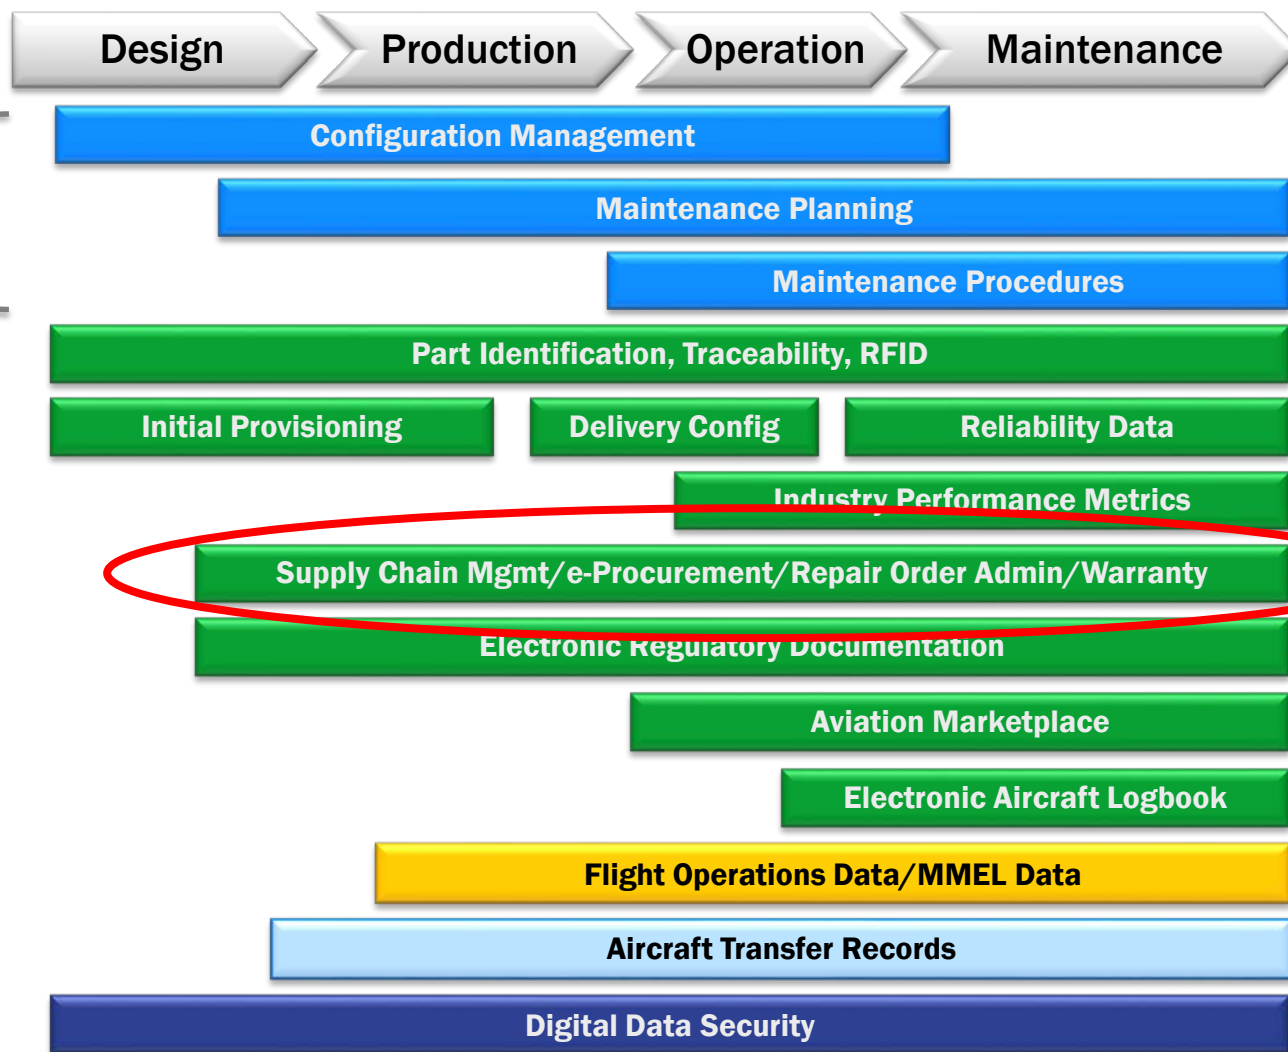 Design Production Operation Maintenance
Configuration Management
Maintenance Planning
Maintenance Procedures
Part Identification, Traceability, RFID
Initial Provisioning Delivery Config Reliability Data
Industry Performance Metrics
Supply Chain Mgmt/e-Procurement/Repair Order Admin/Warranty
Electronic Regulatory Documentation
Aviation Marketplace
Electronic Aircraft Logbook
Flight Operations Data/MMEL Data
Aircraft Transfer Records
Digital Data Security